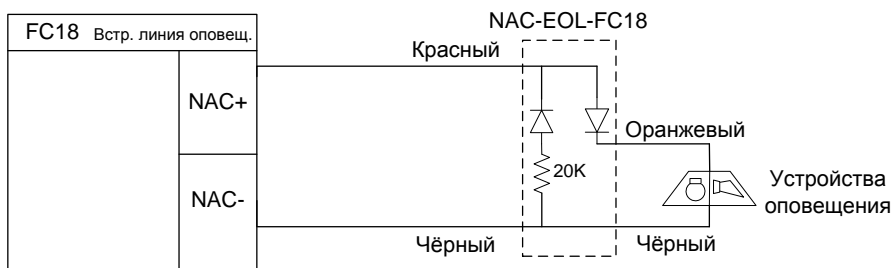 NAC-EOL-FC18
FC18 Встр. линия оповещ.
Красный
NAC+
Оранжевый
20K
Устройства
оповещения
NAC-
Чёрный
Чёрный